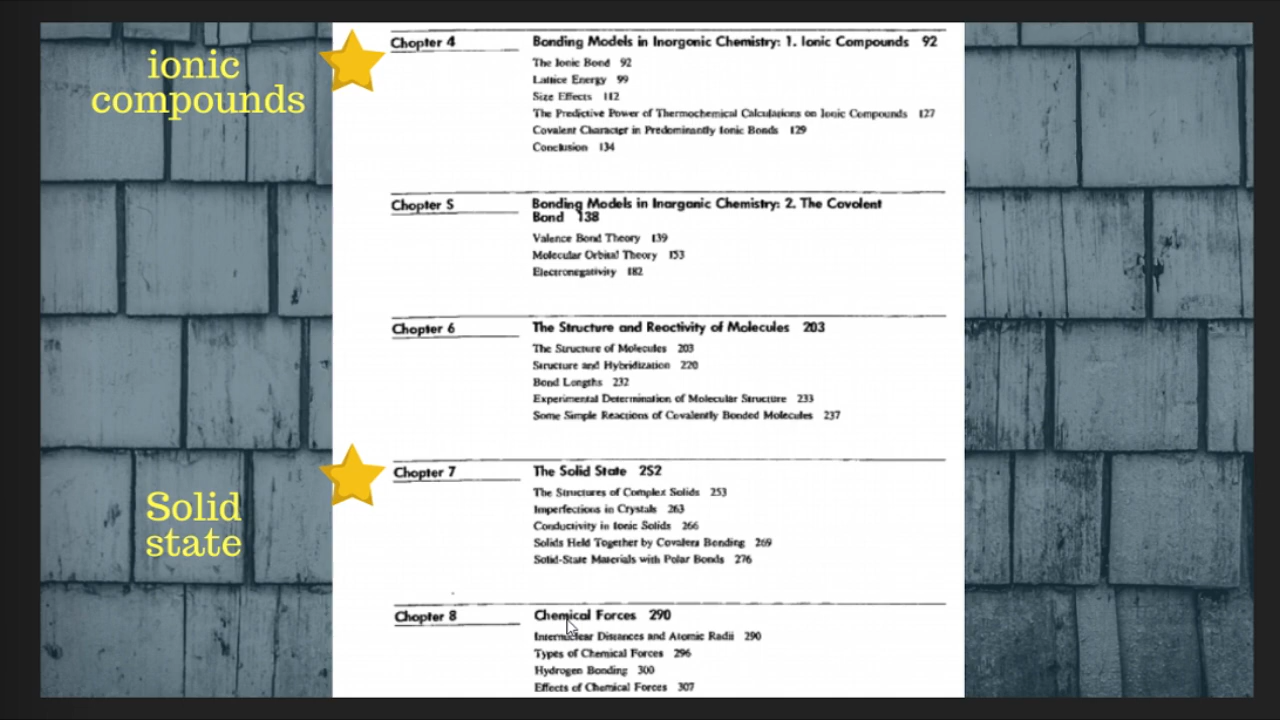 ionic
compounds
Chapter 4 Bonding Models in Inorgonic Chemistry: 1. Ionic Compounds 92
The Ionic Bond 92
Lattice Energy 99
Size Effects 112
The Predictive Power of Thermochemical Calculations on Ionic Compounds 127
Covalent Character in Predominantly Ionic Bonds 129
Conclusion 134
Chapter 5 Bonding Models in Inorganic Chemistry: 2. The Covalent
Bond 138
Valence Bond Theory 139
Molecular Orbital Theory 153
Electronegativity 182
Chapter 6 The Structure and Reactivity of Molecules 203
The Structure of Molecules 203
Structure and Hybridization 220
Bond Lengths 232
Experimental Determination of Molecular Structure 233
Some Simple Reactions of Covalently Bonded Molecules 237
Solid
state
Chapter 7 The Solid State 252
The Structures of Complex Solids 253
Imperfections in Crystals 263
Conductivity in Ionic Solids 266
Solids Held Together by Covalent Bonding 269
Solid-State Materials with Polar Bonds 276
Chapter 8 Chemical Forces 290
Internuclear Distances and Atomic Radii 290
Types of Chemical Forces 296
Hydrogen Bonding 300
Effects of Chemical Forces 307